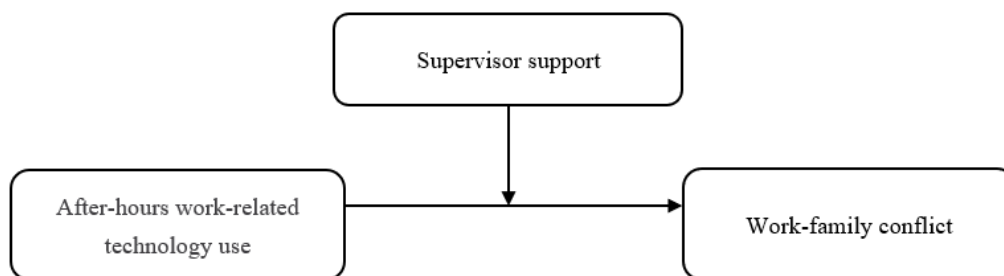 Supervisor support
After-hours work-related
technology use
Work-family conflict